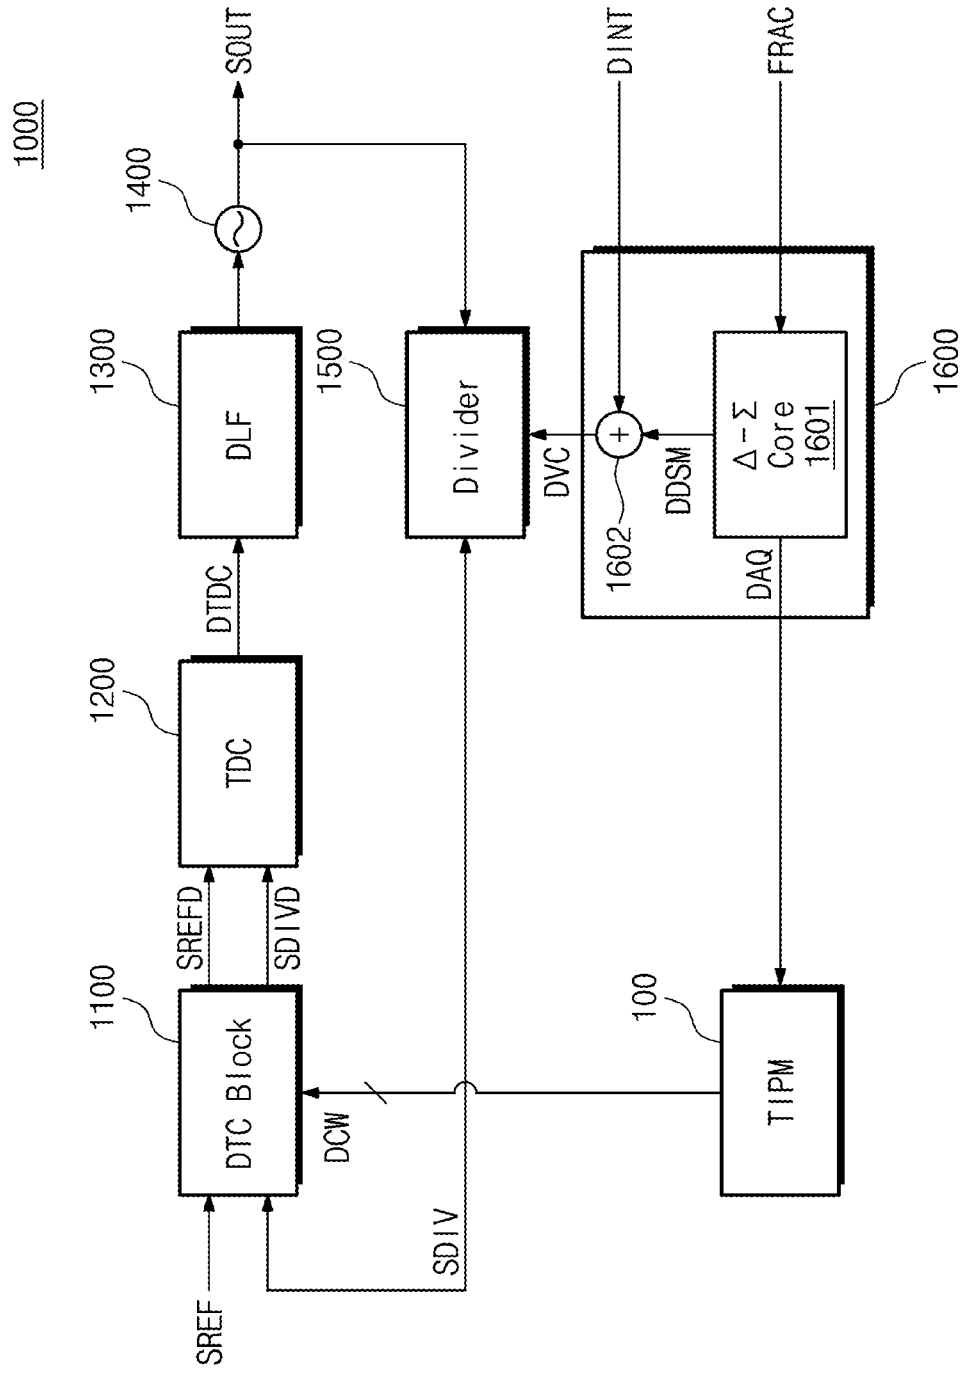 1000
SREF
DTC Block
1100
SREFD
SDIVD
TDC
1200
DTDC
DLF
1300
1400
SOUT
SDIV
DCW
Divider
1500
DVC
1602
+
DINT
DDSM
Δ-Σ
Core
1601
1600
FRAC
DAQ
TIPM
100